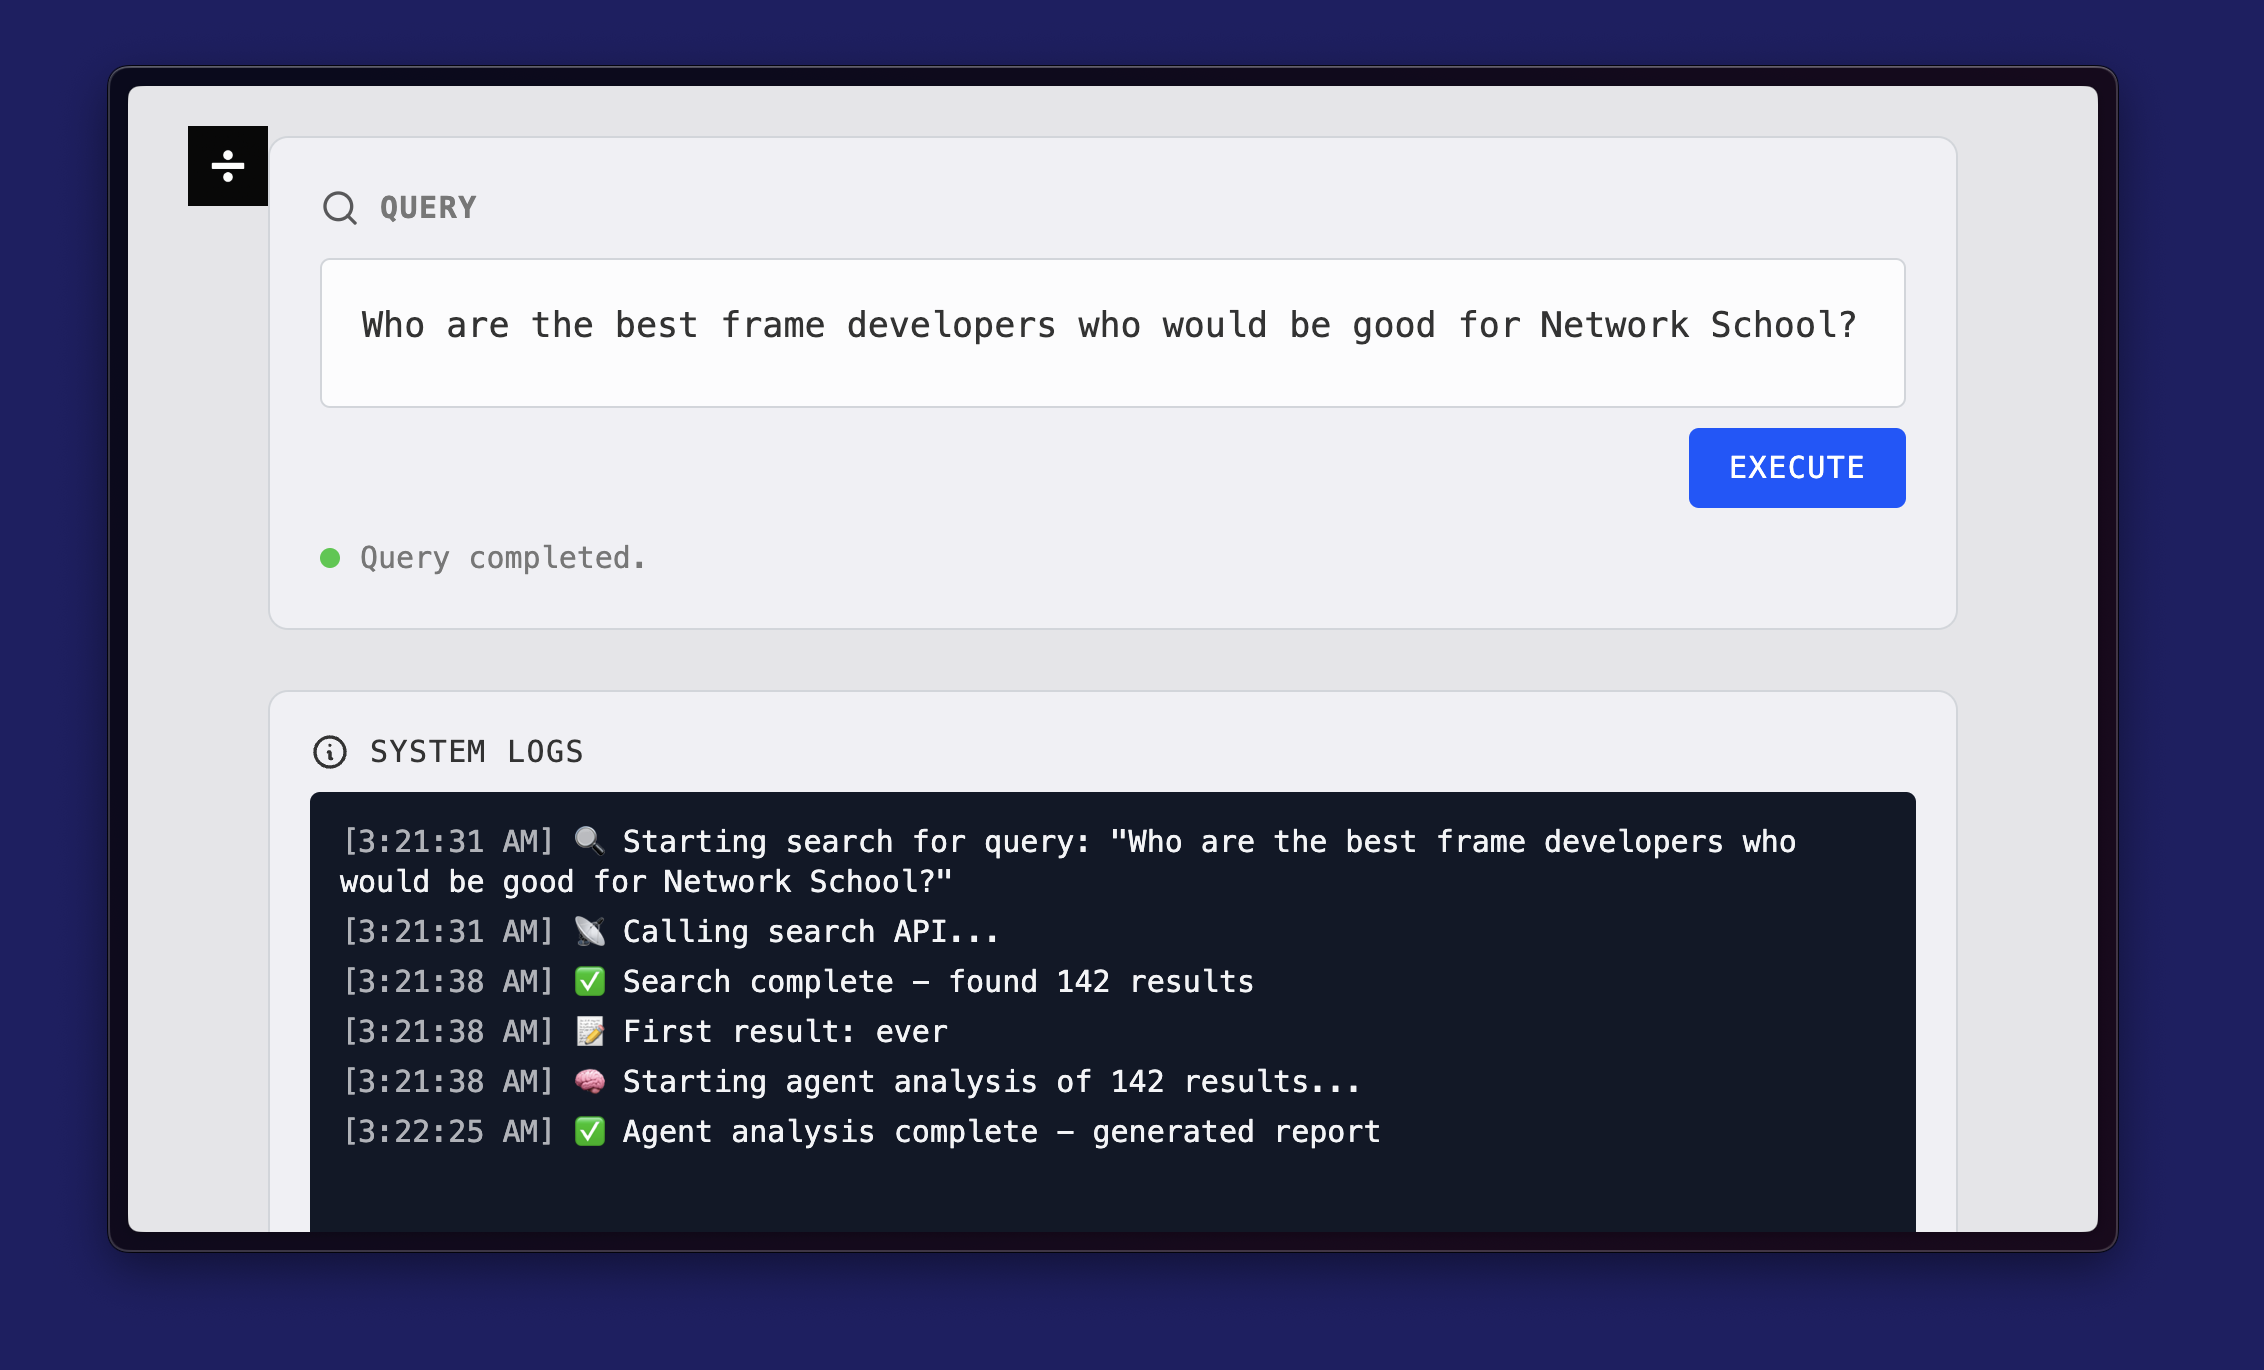 ÷
QUERY
Who are the best frame developers who would be good for Network School?
EXECUTE
Query completed.
SYSTEM LOGS
[3:21:31 AM] 🔍 Starting search for query: "Who are the best frame developers who
would be good for Network School?"
[3:21:31 AM] 📡 Calling search API...
[3:21:38 AM] ✅ Search complete – found 142 results
[3:21:38 AM] 📝 First result: ever
[3:21:38 AM] 🧠 Starting agent analysis of 142 results...
[3:22:25 AM] ✅ Agent analysis complete – generated report